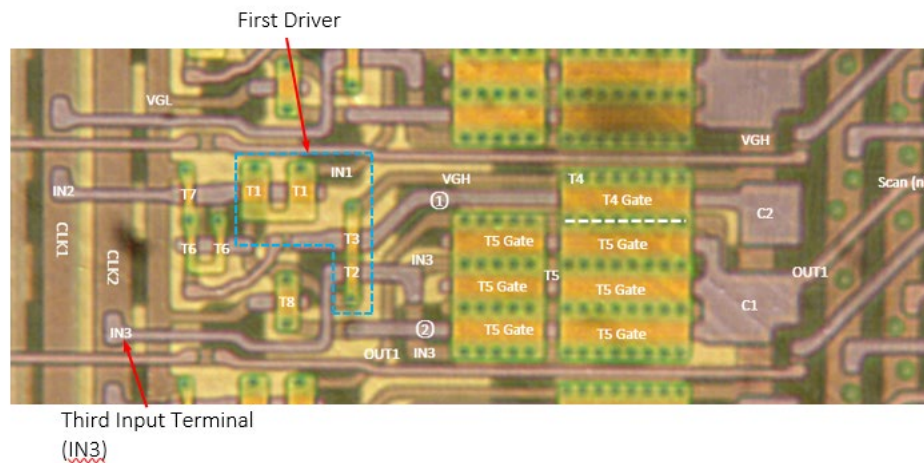 First Driver
VGL
VGH
IN1
IN2
T7
T1
T1
VGH
T4
T4 Gate
Scan (n
①
C2
CLK1
CLK2
T6
T6
T3
T5 Gate
T5 Gate
IN3
T2
T5
OUT1
T8
T5 Gate
T5 Gate
C1
IN3
②
T5 Gate
T5 Gate
OUT1
IN3
Third Input Terminal
(IN3)